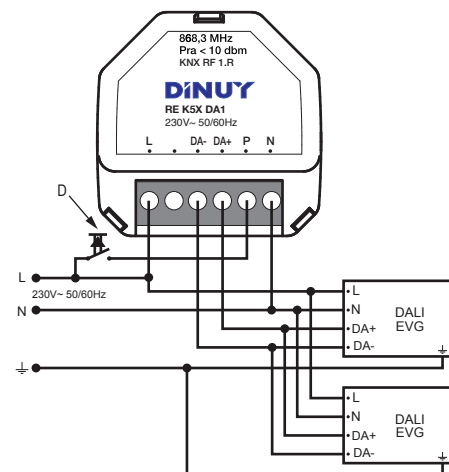 868,3 MHz
Pra < 10 dbm
KNX RF 1.R
DINUY
RE K5X DA1
230V~ 50/60Hz
L . DA- DA+ P N
D
L
230V~ 50/60Hz
N
L
N
DA+
DA-
DALI
EVG
L
N
DA+
DA-
DALI
EVG